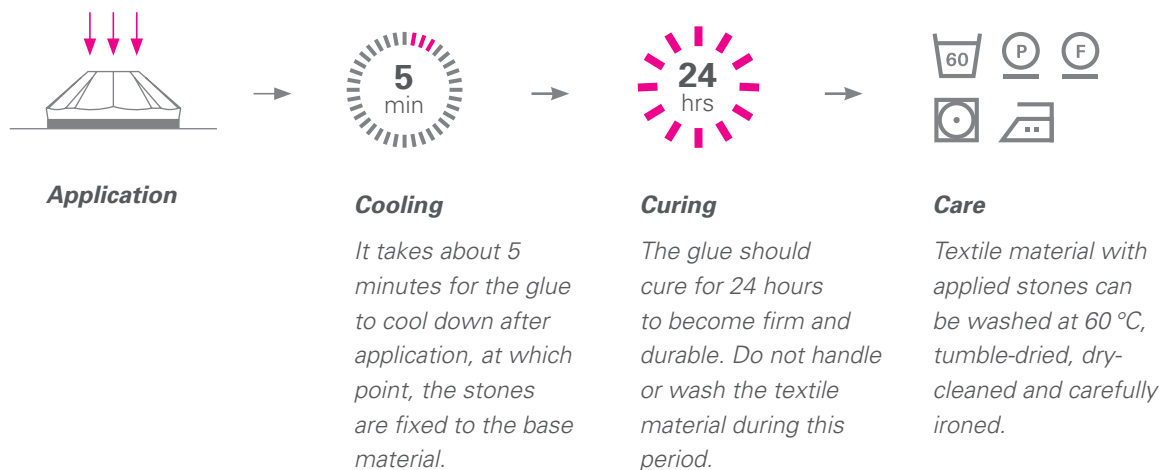 5
min
24
hrs
60
P
F
Application
Cooling
It takes about 5
minutes for the glue
to cool down after
application, at which
point, the stones
are fixed to the base
material.
Curing
The glue should
cure for 24 hours
to become firm and
durable. Do not handle
or wash the textile
material during this
period.
Care
Textile material with
applied stones can
be washed at 60 °C,
tumble-dried, dry-
cleaned and carefully
ironed.